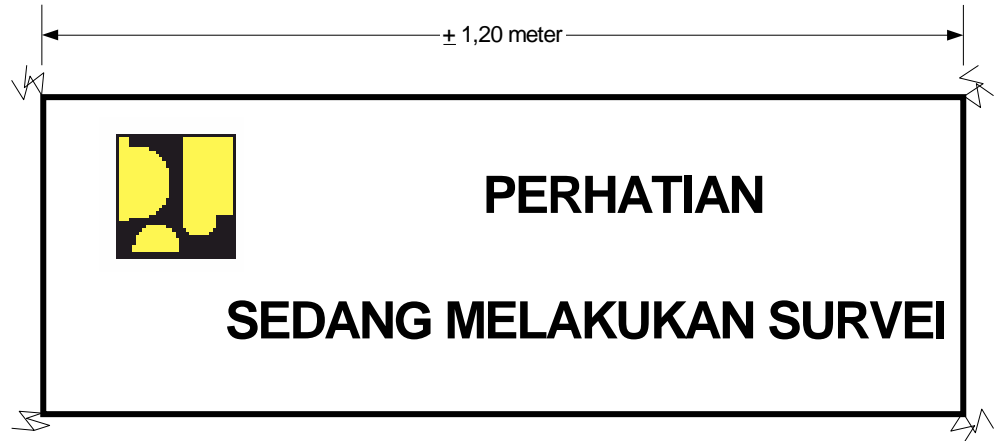 ± 1,20 meter
PERHATIAN
SEDANG MELAKUKAN SURVEI